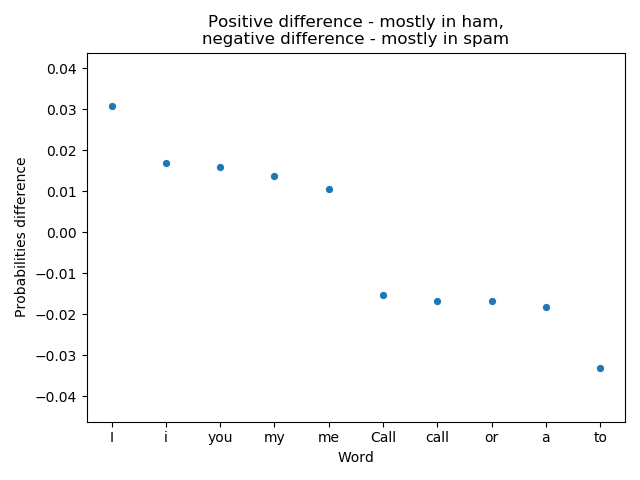 Positive difference - mostly in ham,
negative difference - mostly in spam
0.04
0.03
0.02
0.01
0.00
−0.01
−0.02
−0.03
−0.04
Probabilities difference
I i you my me Call call or a to
Word